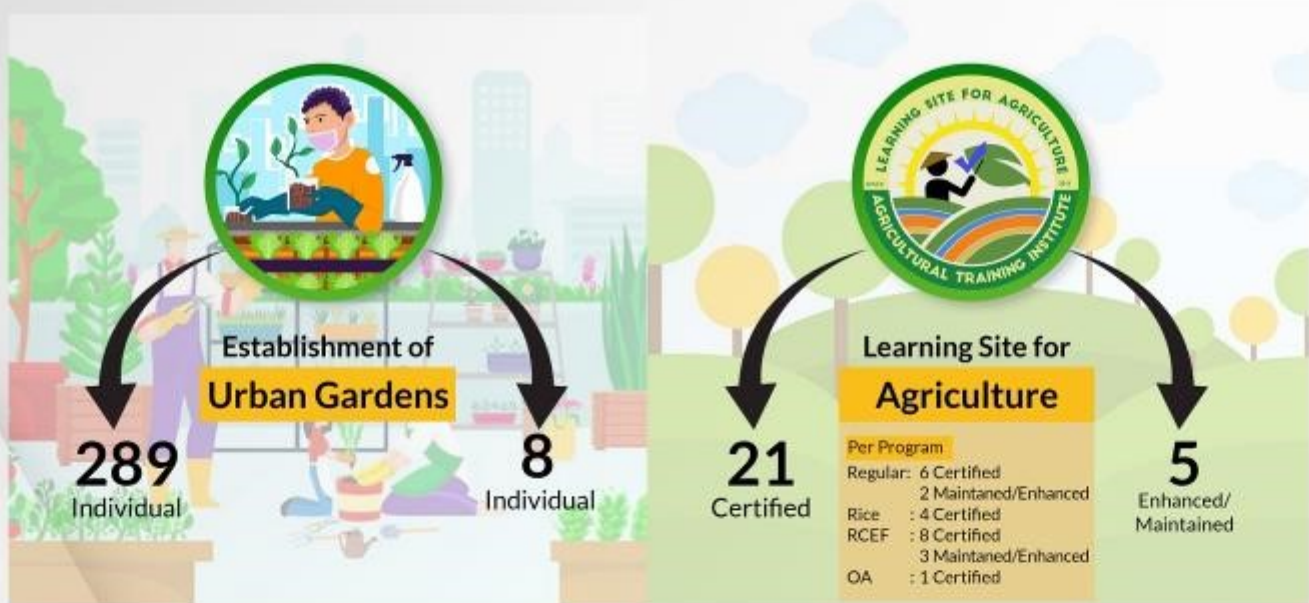 Establishment of
Urban Gardens
289
Individual
8
Individual
LEARNING SITE FOR AGRICULTURE
AGRICULTURAL TRAINING INSTITUTE
Learning Site for
Agriculture
21
Certified
Per Program
Regular: 6 Certified
2 Maintaned/Enhanced
Rice : 4 Certified
RCEF : 8 Certified
3 Maintaned/Enhanced
OA : 1 Certified
5
Enhanced/
Maintained